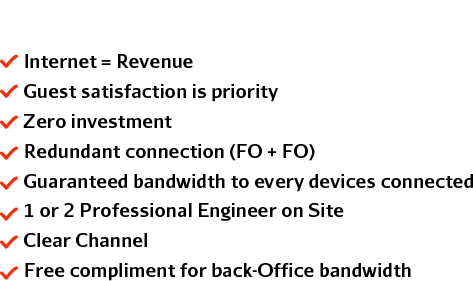 Internet = Revenue
Guest satisfaction is priority
Zero investment
Redundant connection (FO + FO)
Guaranteed bandwidth to every devices connected
1 or 2 Professional Engineer on Site
Clear Channel
Free compliment for back-Office bandwidth